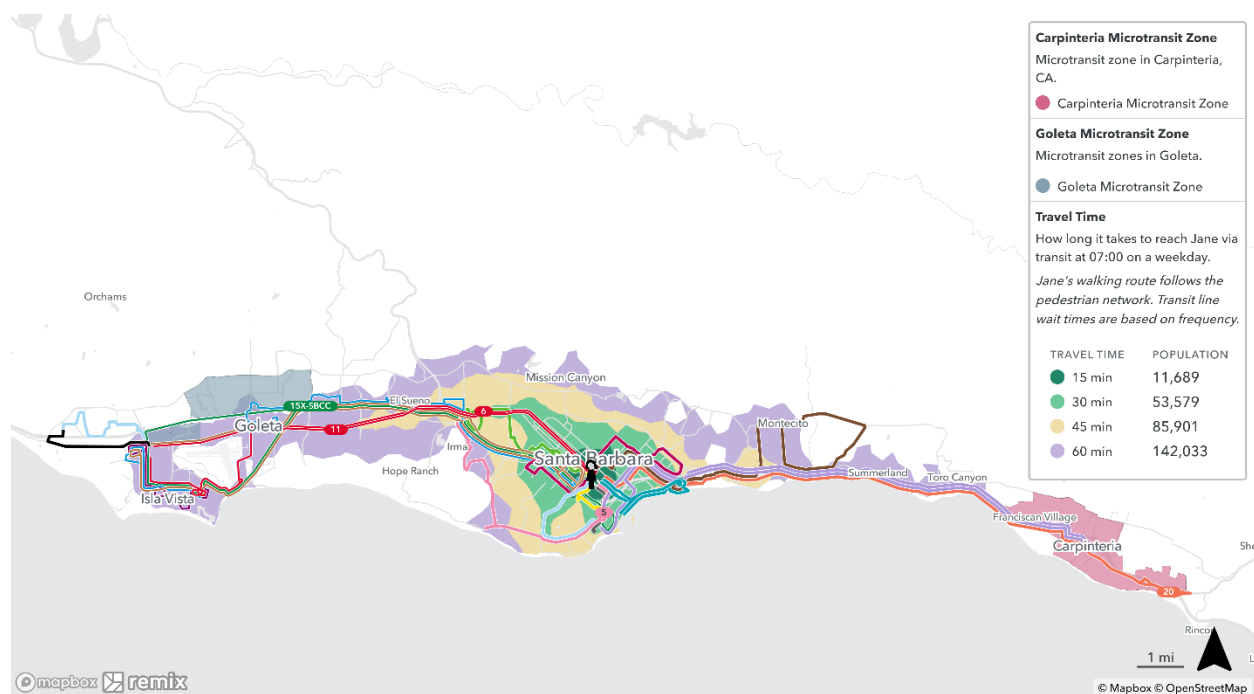 Carpinteria Microtransit Zone
Microtransit zone in Carpinteria,
CA.
Carpinteria Microtransit Zone
Goleta Microtransit Zone
Microtransit zones in Goleta.
Goleta Microtransit Zone
Travel Time
How long it takes to reach Jane via
transit at 07:00 on a weekday.
Jane's walking route follows the
pedestrian network. Transit line
wait times are based on frequency.
TRAVEL TIME POPULATION
15 min 11,689
30 min 53,579
45 min 85,901
60 min 142,033
Orchams
Mission Canyon
El Sueno
15X-SBCC
6
11
Goleta
Montecito
Irma
Santa Barbara
Hope Ranch
Summerland
Toro Canyon
Isla Vista
5
Franciscan Village
Carpinteria
20
Rincon
1 mi
mapbox remix
© Mapbox © OpenStreetMap